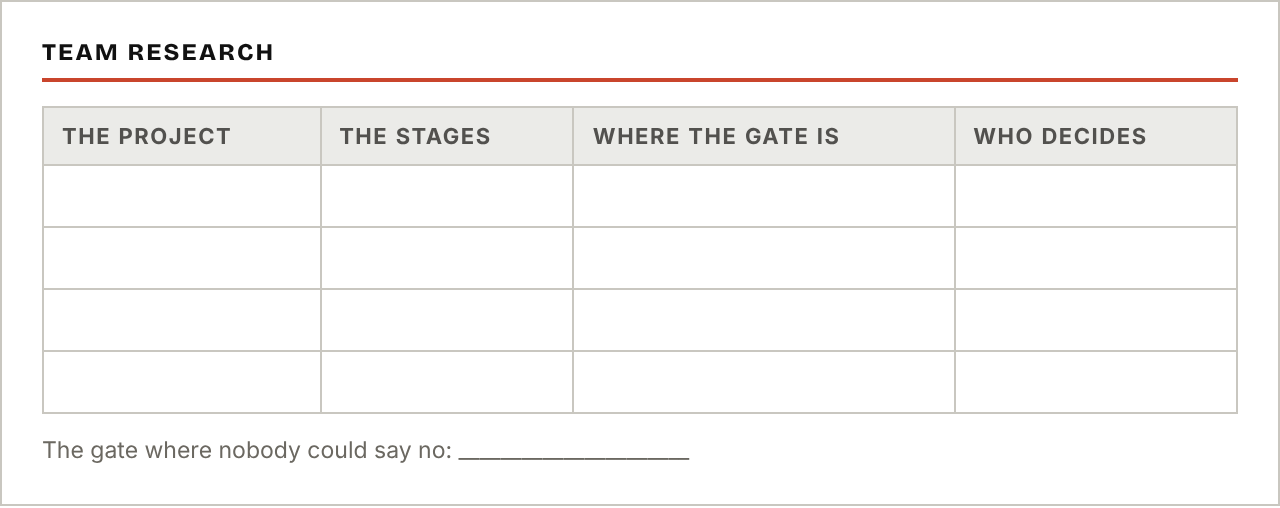 TEAM RESEARCH
THE PROJECT THE STAGES WHERE THE GATE IS WHO DECIDES
The gate where nobody could say no: ____________________